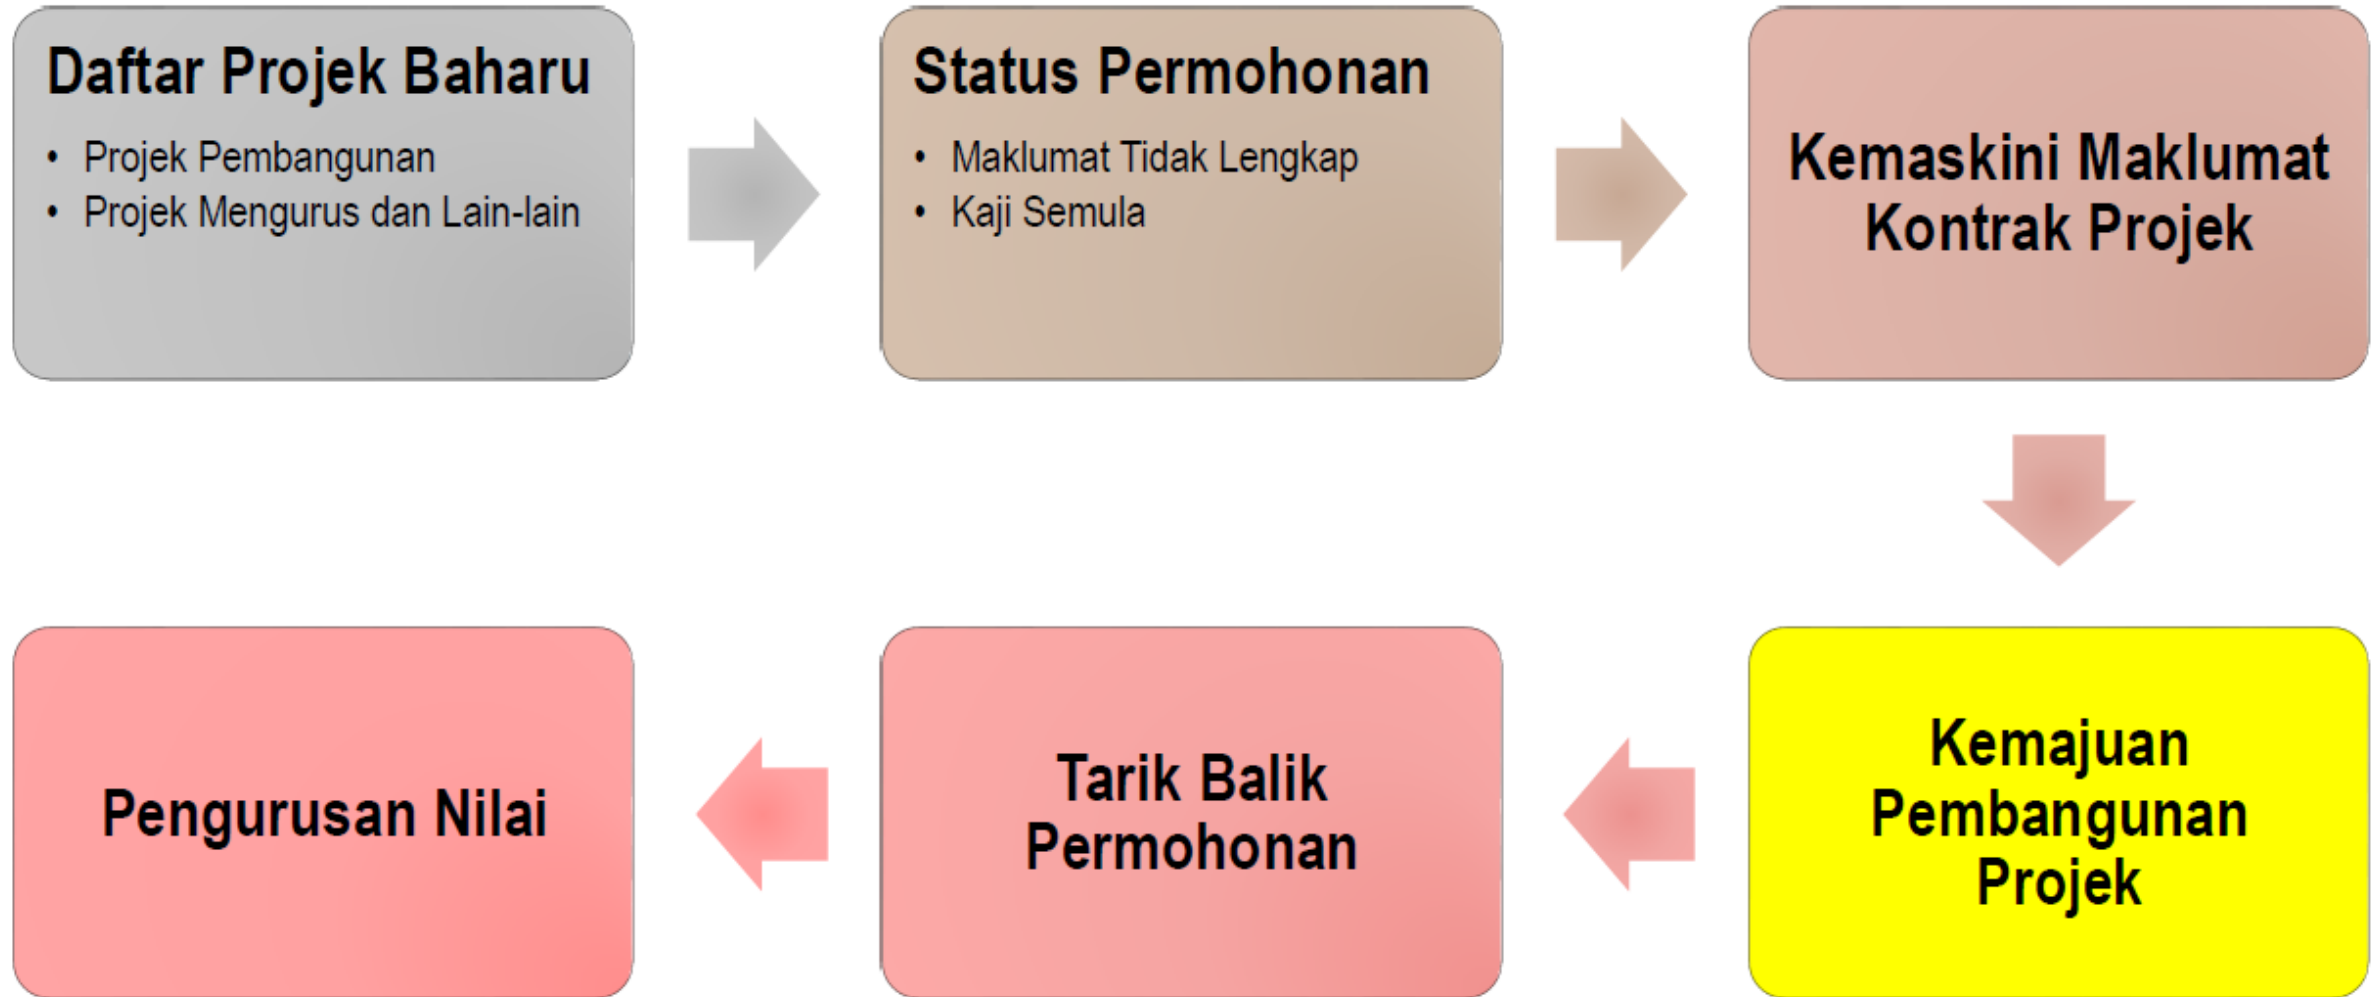 Daftar Projek Baharu
• Projek Pembangunan
• Projek Mengurus dan Lain-lain
Status Permohonan
• Maklumat Tidak Lengkap
• Kaji Semula
Kemaskini Maklumat
Kontrak Projek
Kemajuan
Pembangunan
Projek
Tarik Balik
Permohonan
Pengurusan Nilai